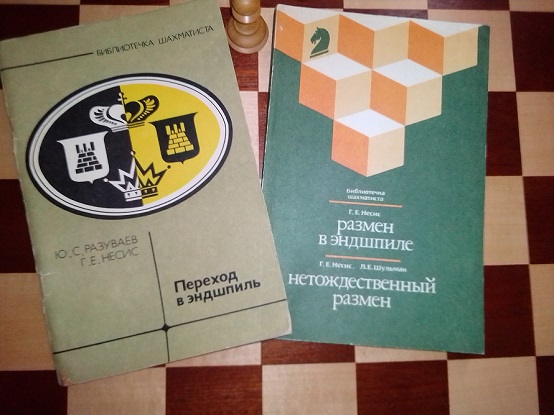 БИБЛИОТЕЧКА ШАХМАТИСТА
Ю. С. РАЗУВАЕВ
Г. Е. НЕСИС
Переход
в эндшпиль
Библиотечка
шахматиста
Г. Е. Несис
размен
в эндшпиле
Г. Е. Несис Л.Е.Шульман
нетождественный
размен